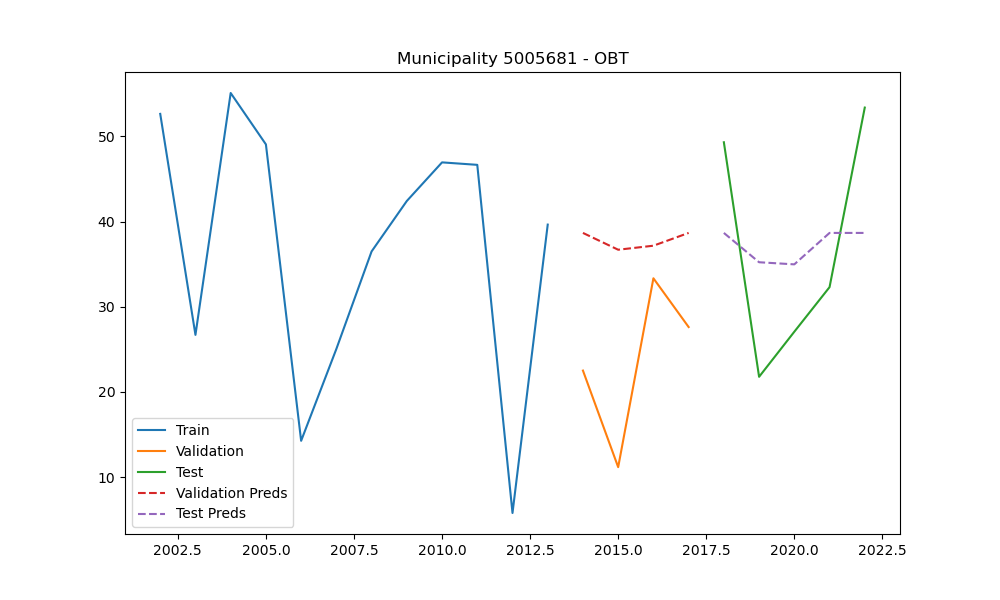 Municipality 5005681 - OBT
50
40
30
20
10
Train
Validation
Test
Validation Preds
Test Preds
2002.5 2005.0 2007.5 2010.0 2012.5 2015.0 2017.5 2020.0 2022.5